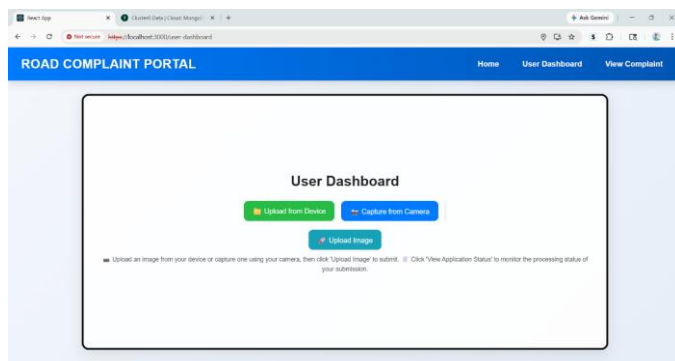 React App
Cluster0 | Data | Cloud: Mongo
Ask Gemini
Not secure https://localhost:3000/user-dashboard
ROAD COMPLAINT PORTAL
Home
User Dashboard
View Complaint
User Dashboard
Upload from Device
Capture from Camera
Upload Image
Upload an image from your device or capture one using your camera, then click 'Upload Image' to submit. Click 'View Application Status' to monitor the processing status of
your submission.